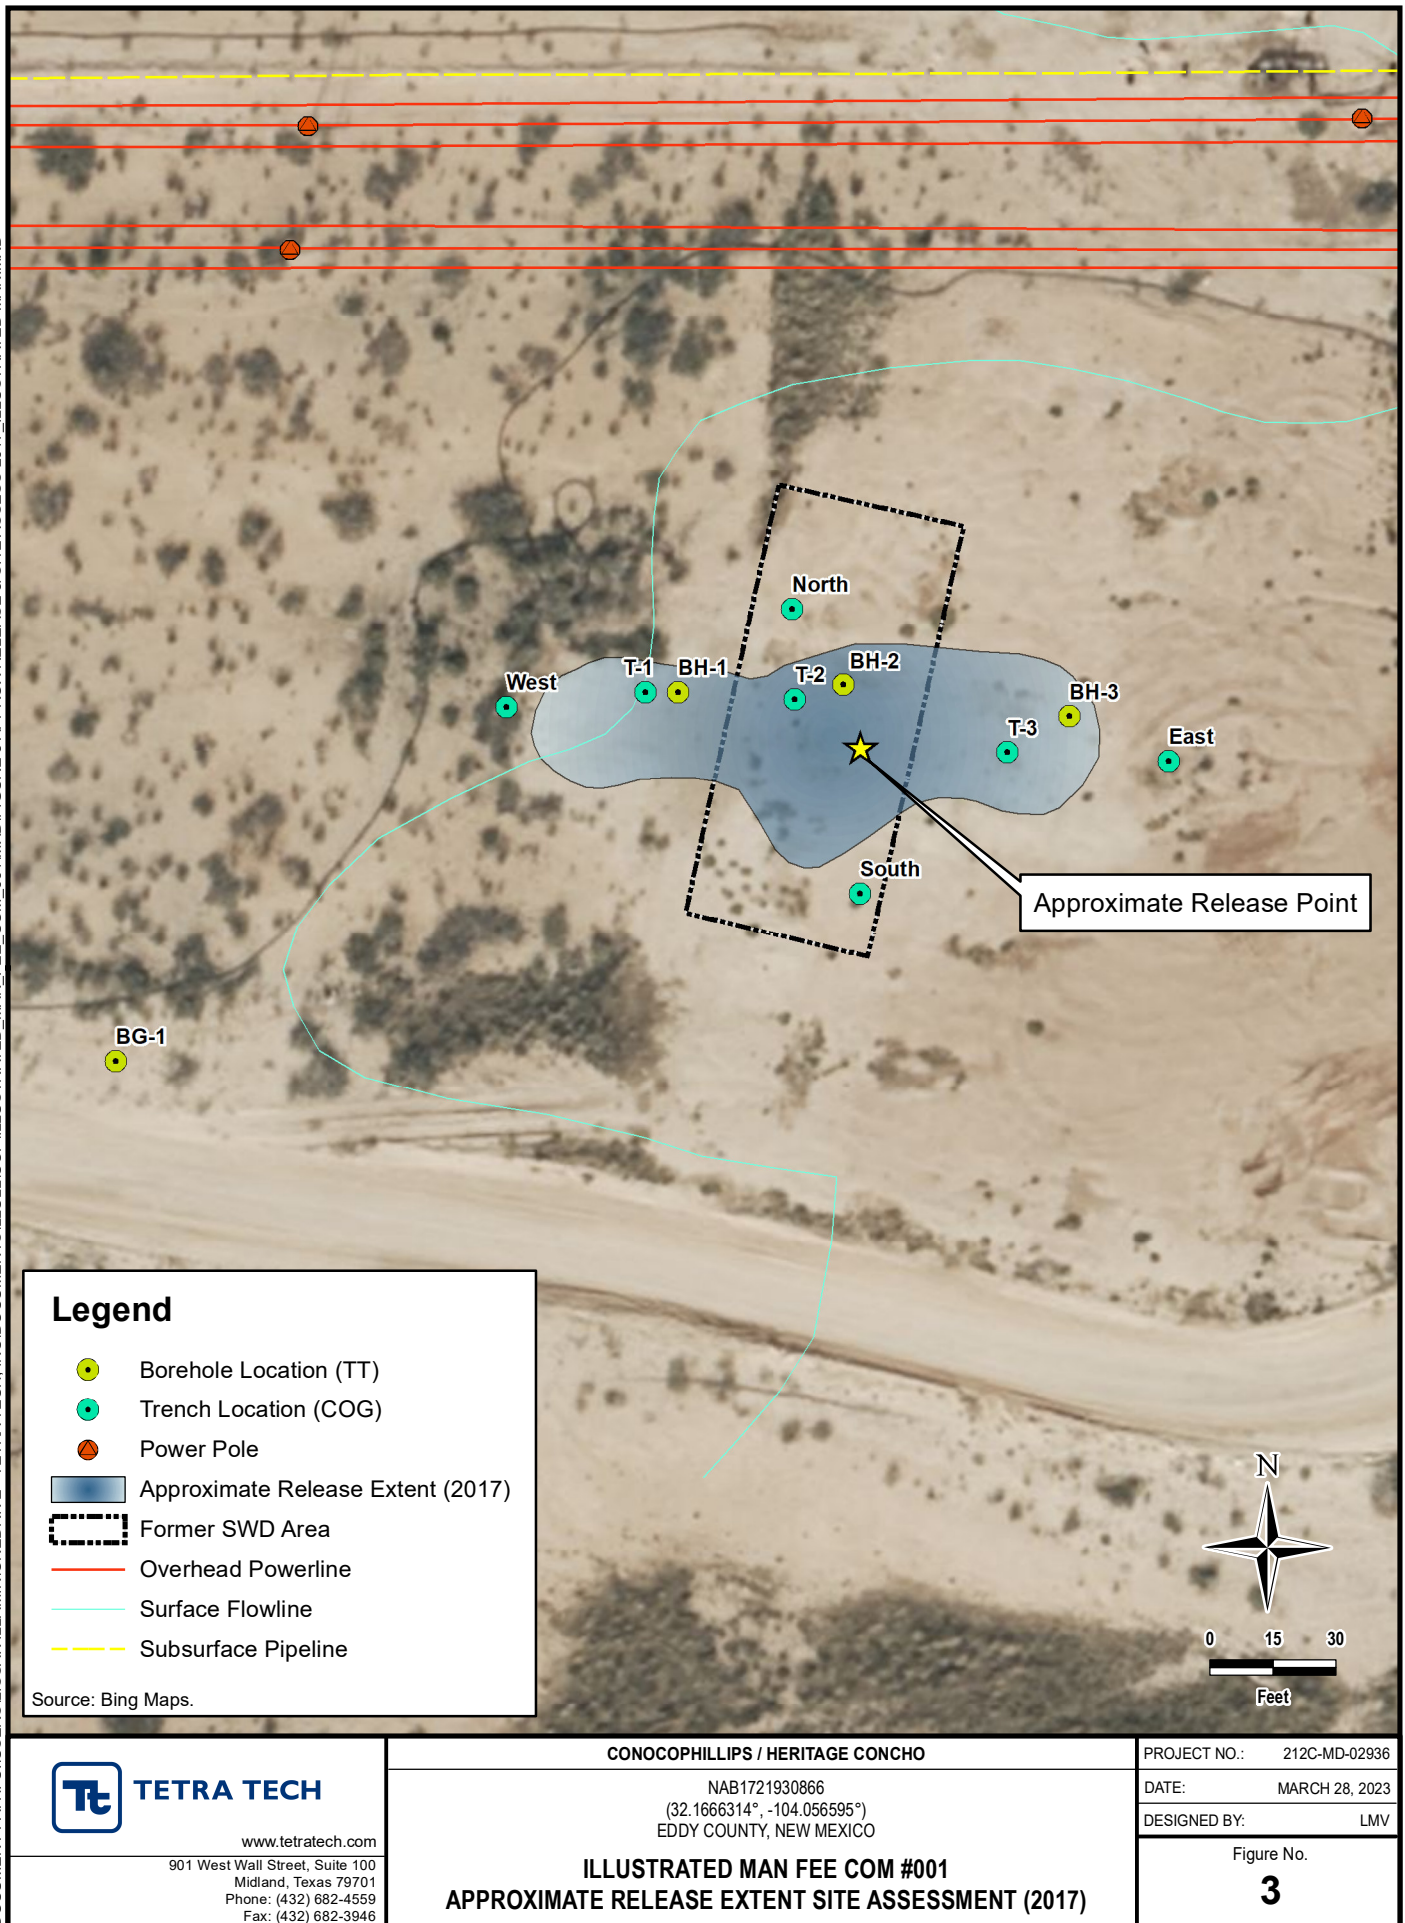 North
West
T-1
BH-1
T-2
BH-2
BH-3
T-3
East
South
Approximate Release Point
BG-1
Legend
Borehole Location (TT)
Trench Location (COG)
Power Pole
Approximate Release Extent (2017)
Former SWD Area
Overhead Powerline
Surface Flowline
Subsurface Pipeline
Source: Bing Maps.
N
0 15 30
Feet
Tt TETRA TECH
www.tetratech.com
901 West Wall Street, Suite 100
Midland, Texas 79701
Phone: (432) 682-4559
Fax: (432) 682-3946
CONOCOPHILLIPS / HERITAGE CONCHO
NAB1721930866
(32.1666314°, -104.056595°)
EDDY COUNTY, NEW MEXICO
ILLUSTRATED MAN FEE COM #001
APPROXIMATE RELEASE EXTENT SITE ASSESSMENT (2017)
PROJECT NO.: 212C-MD-02936
DATE: MARCH 28, 2023
DESIGNED BY: LMV
Figure No.
3